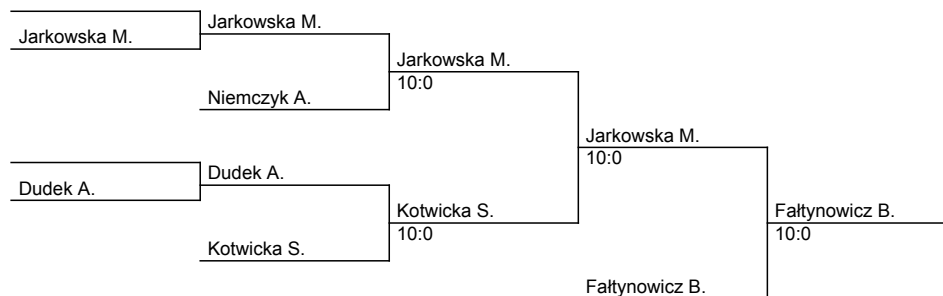 Jarkowska M.
Jarkowska M.
Jarkowska M.
10:0
Niemczyk A.
Jarkowska M.
10:0
Dudek A.
Dudek A.
Kotwicka S.
10:0
Fałtynowicz B.
10:0
Kotwicka S.
Fałtynowicz B.